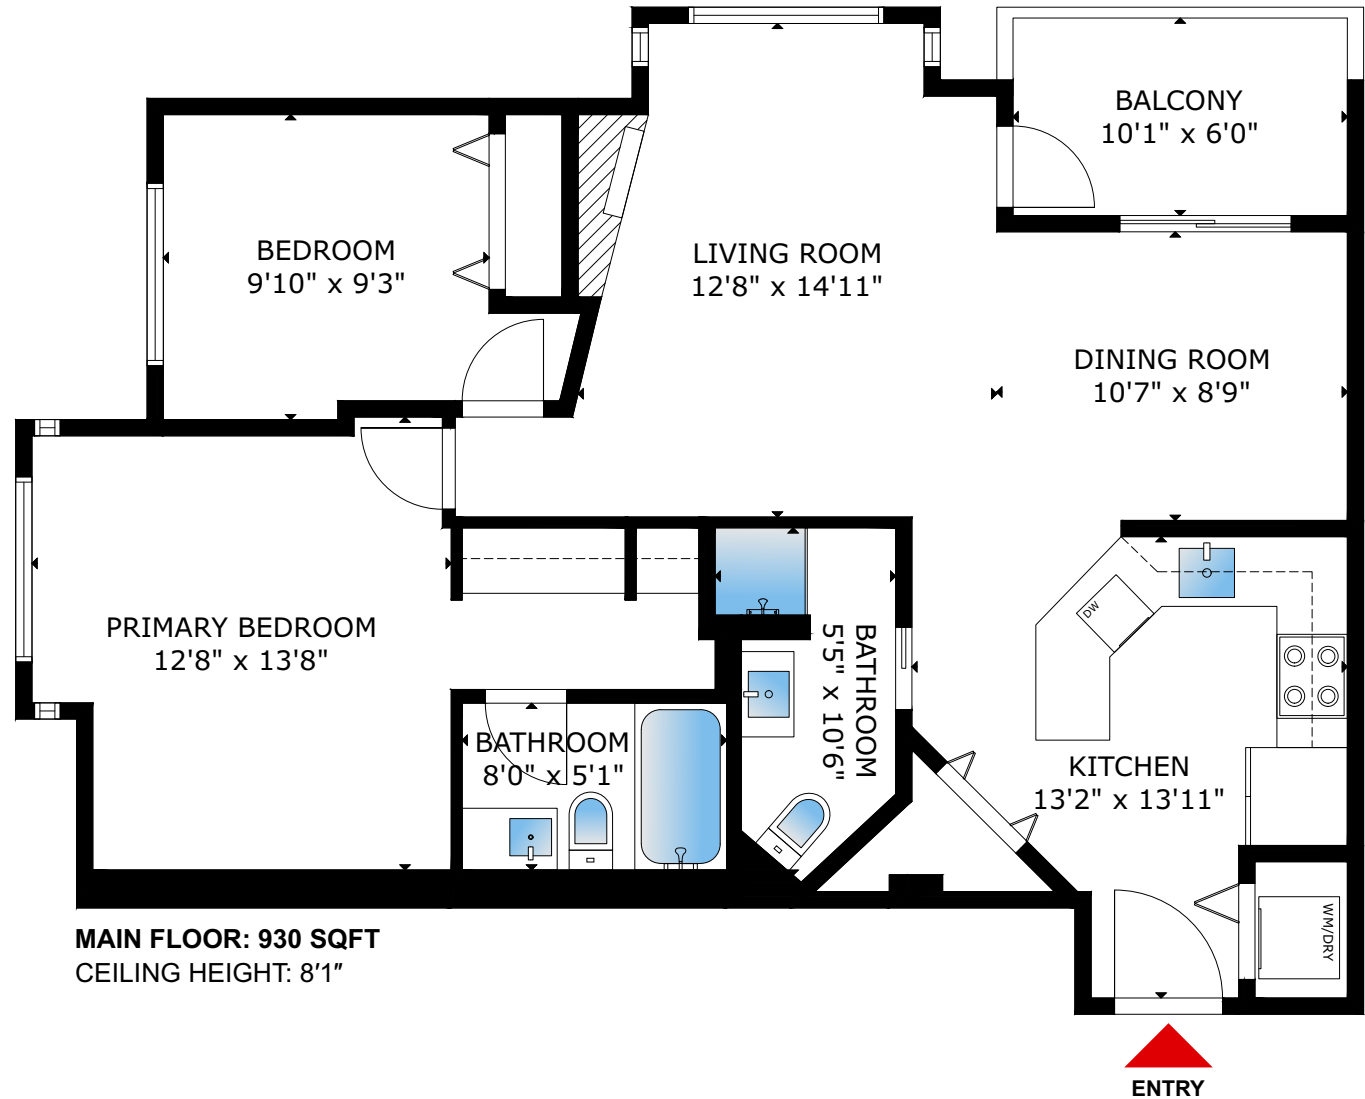 BALCONY
10'1" x 6'0"
BEDROOM
9'10" x 9'3"
LIVING ROOM
12'8" x 14'11"
DINING ROOM
10'7" x 8'9"
PRIMARY BEDROOM
12'8" x 13'8"
DW
BATHROOM
5'5" x 10'6"
BATHROOM
8'0" x 5'1"
KITCHEN
13'2" x 13'11"
WM/DRY
MAIN FLOOR: 930 SQFT
CEILING HEIGHT: 8'1"
ENTRY